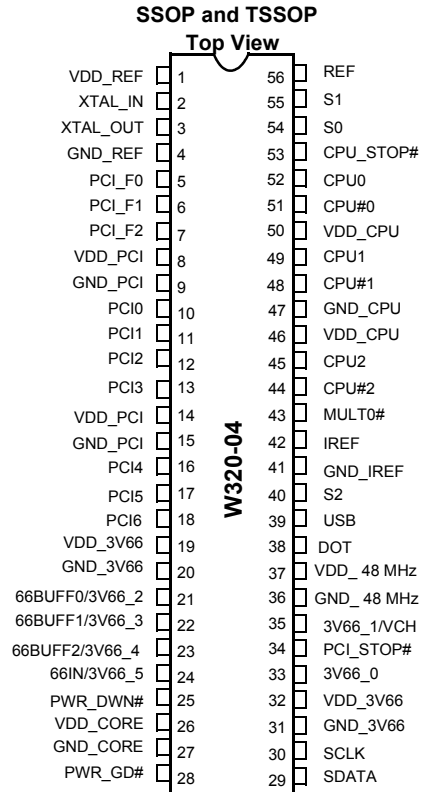 SSOP and TSSOP
Top View
VDD_REF 1 56 REF
XTAL_IN 2 55 S1
XTAL_OUT 3 54 S0
GND_REF 4 53 CPU_STOP#
PCI_F0 5 52 CPU0
PCI_F1 6 51 CPU#0
PCI_F2 7 50 VDD_CPU
VDD_PCI 8 49 CPU1
GND_PCI 9 48 CPU#1
PCI0 10 47 GND_CPU
PCI1 11 46 VDD_CPU
PCI2 12 45 CPU2
PCI3 13 44 CPU#2
VDD_PCI 14 43 MULT0#
GND_PCI 15 42 IREF
PCI4 16 41 GND_IREF
PCI5 17 40 S2
PCI6 18 39 USB
VDD_3V66 19 38 DOT
GND_3V66 20 37 VDD_ 48 MHz
66BUFF0/3V66_2 21 36 GND_ 48 MHz
66BUFF1/3V66_3 22 35 3V66_1/VCH
66BUFF2/3V66_4 23 34 PCI_STOP#
66IN/3V66_5 24 33 3V66_0
PWR_DWN# 25 32 VDD_3V66
VDD_CORE 26 31 GND_3V66
GND_CORE 27 30 SCLK
PWR_GD# 28 29 SDATA
W320-04